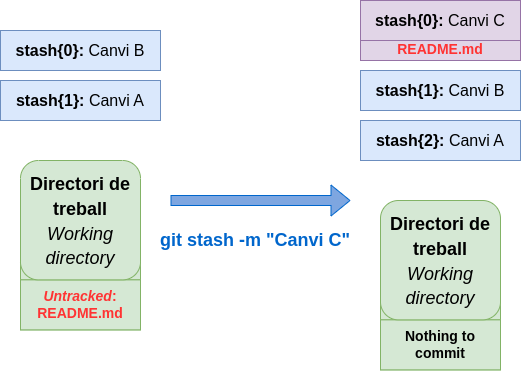 stash{0}: Canvi B
stash{1}: Canvi A
Directori de
treball
Working
directory
Untracked:
README.md
git stash -m "Canvi C"
stash{0}: Canvi C
README.md
stash{1}: Canvi B
stash{2}: Canvi A
Directori de
treball
Working
directory
Nothing to
commit